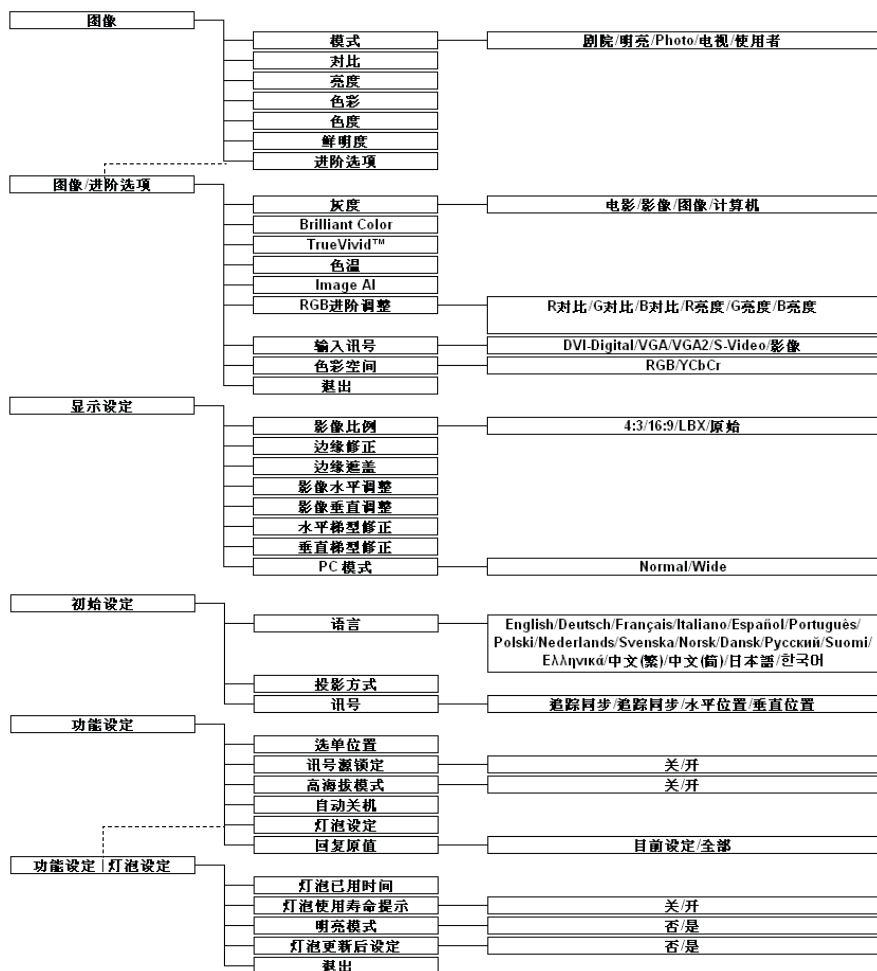 图像
模式 剧院/明亮/Photo/电视/使用者
对比
亮度
色彩
色度
鲜明度
进阶选项
图像/进阶选项
灰度 电影/影像/图像/计算机
Brilliant Color
TrueVivid™
色温
Image AI
RGB进阶调整 R对比/G对比/B对比/R亮度/G亮度/B亮度
输入讯号 DVI-Digital/VGA/VGA2/S-Video/影像
色彩空间 RGB/YCbCr
退出
显示设定
影像比例 4:3/16:9/LBX/原始
边缘修正
边缘遮盖
影像水平调整
影像垂直调整
水平梯型修正
垂直梯型修正
PC 模式 Normal/Wide
初始设定
语言 English/Deutsch/Français/Italiano/Español/Português/
Polski/Nederlands/Svenska/Norsk/Dansk/Русский/Suomi/
Ελληνικά/中文(繁)/中文(简)/日本語/한국어
投影方式
讯号 追踪同步/追踪同步/水平位置/垂直位置
功能设定
选单位置
讯号源锁定 关/开
高海拔模式 关/开
自动关机
灯泡设定
回复原值 目前设定/全部
功能设定 | 灯泡设定
灯泡已用时间
灯泡使用寿命提示 关/开
明亮模式 否/是
灯泡更新后设定 否/是
退出